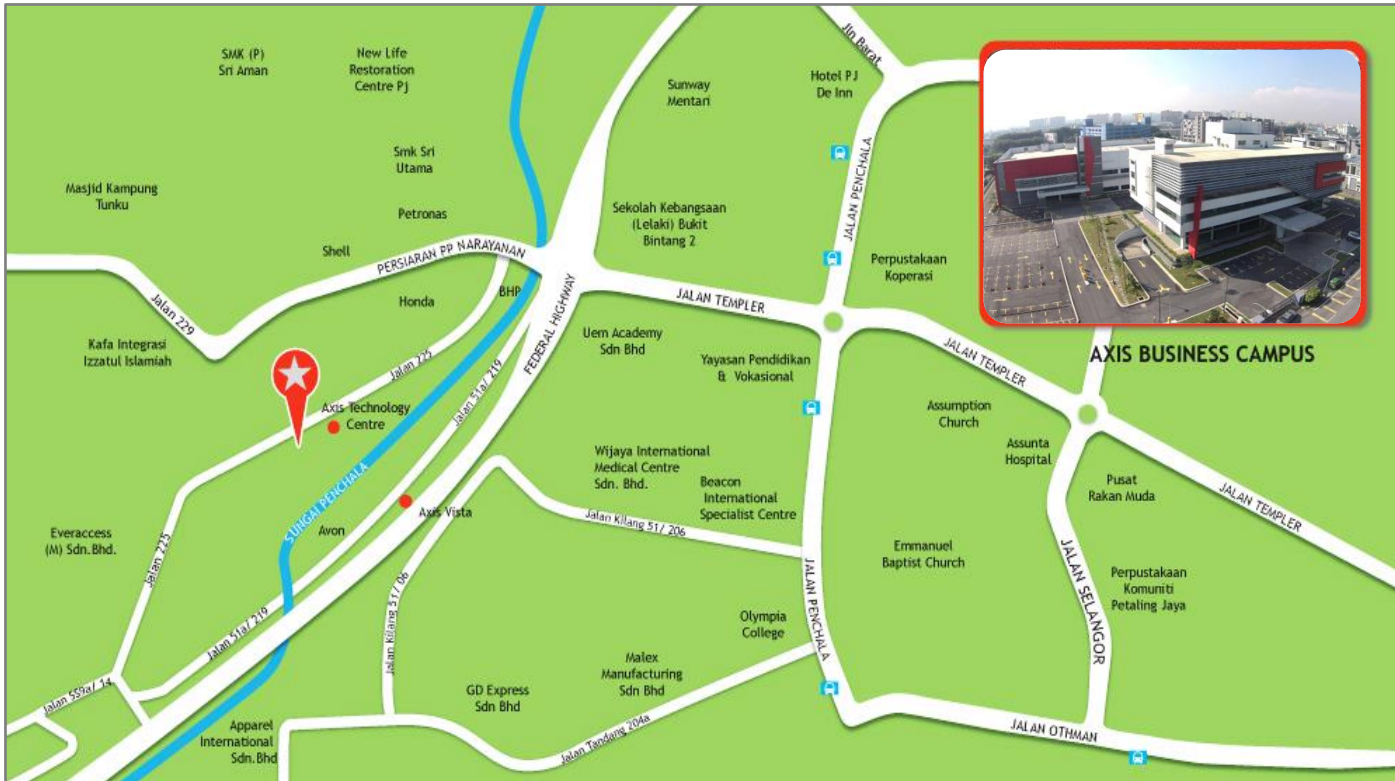 SMK (P)
Sri Aman
New Life
Restoration
Centre Pj
Jln Barat
Sunway
Mentari
Hotel PJ
De Inn
Smk Sri
Utama
Masjid Kampung
Tunku
Petronas
Sekolah Kebangsaan
(Lelaki) Bukit
Bintang 2
JALAN PENCHALA
Shell
PERSIARAN PP NARAYANAN
Perpustakaan
Koperasi
Jalan 229
Honda
BHP
FEDERAL HIGHWAY
JALAN TEMPLER
Kafa Integrasi
Izzatul Islamiah
Uem Academy
Sdn Bhd
Yayasan Pendidikan
& Vokasional
JALAN TEMPLER
AXIS BUSINESS CAMPUS
Jalan 225
Jalan 51a/ 219
Axis Technology
Centre
Assumption
Church
Assunta
Hospital
Wijaya International
Medical Centre
Sdn. Bhd.
Beacon
International
Specialist Centre
Pusat
Rakan Muda
JALAN TEMPLER
SUNGAI PENCHALA
Axis Vista
Avon
Jalan Kilang 51/ 206
Everaccess
(M) Sdn.Bhd.
Jalan 225
Emmanuel
Baptist Church
JALAN PENCHALA
JALAN SELANGOR
Perpustakaan
Komuniti
Petaling Jaya
Jalan 51a/ 219
Jalan Kilang 51/ 06
Olympia
College
Malex
Manufacturing
Sdn Bhd
GD Express
Sdn Bhd
Jalan SS9a/ 14
Apparel
International
Sdn.Bhd
Jalan Tandang 204a
JALAN OTHMAN